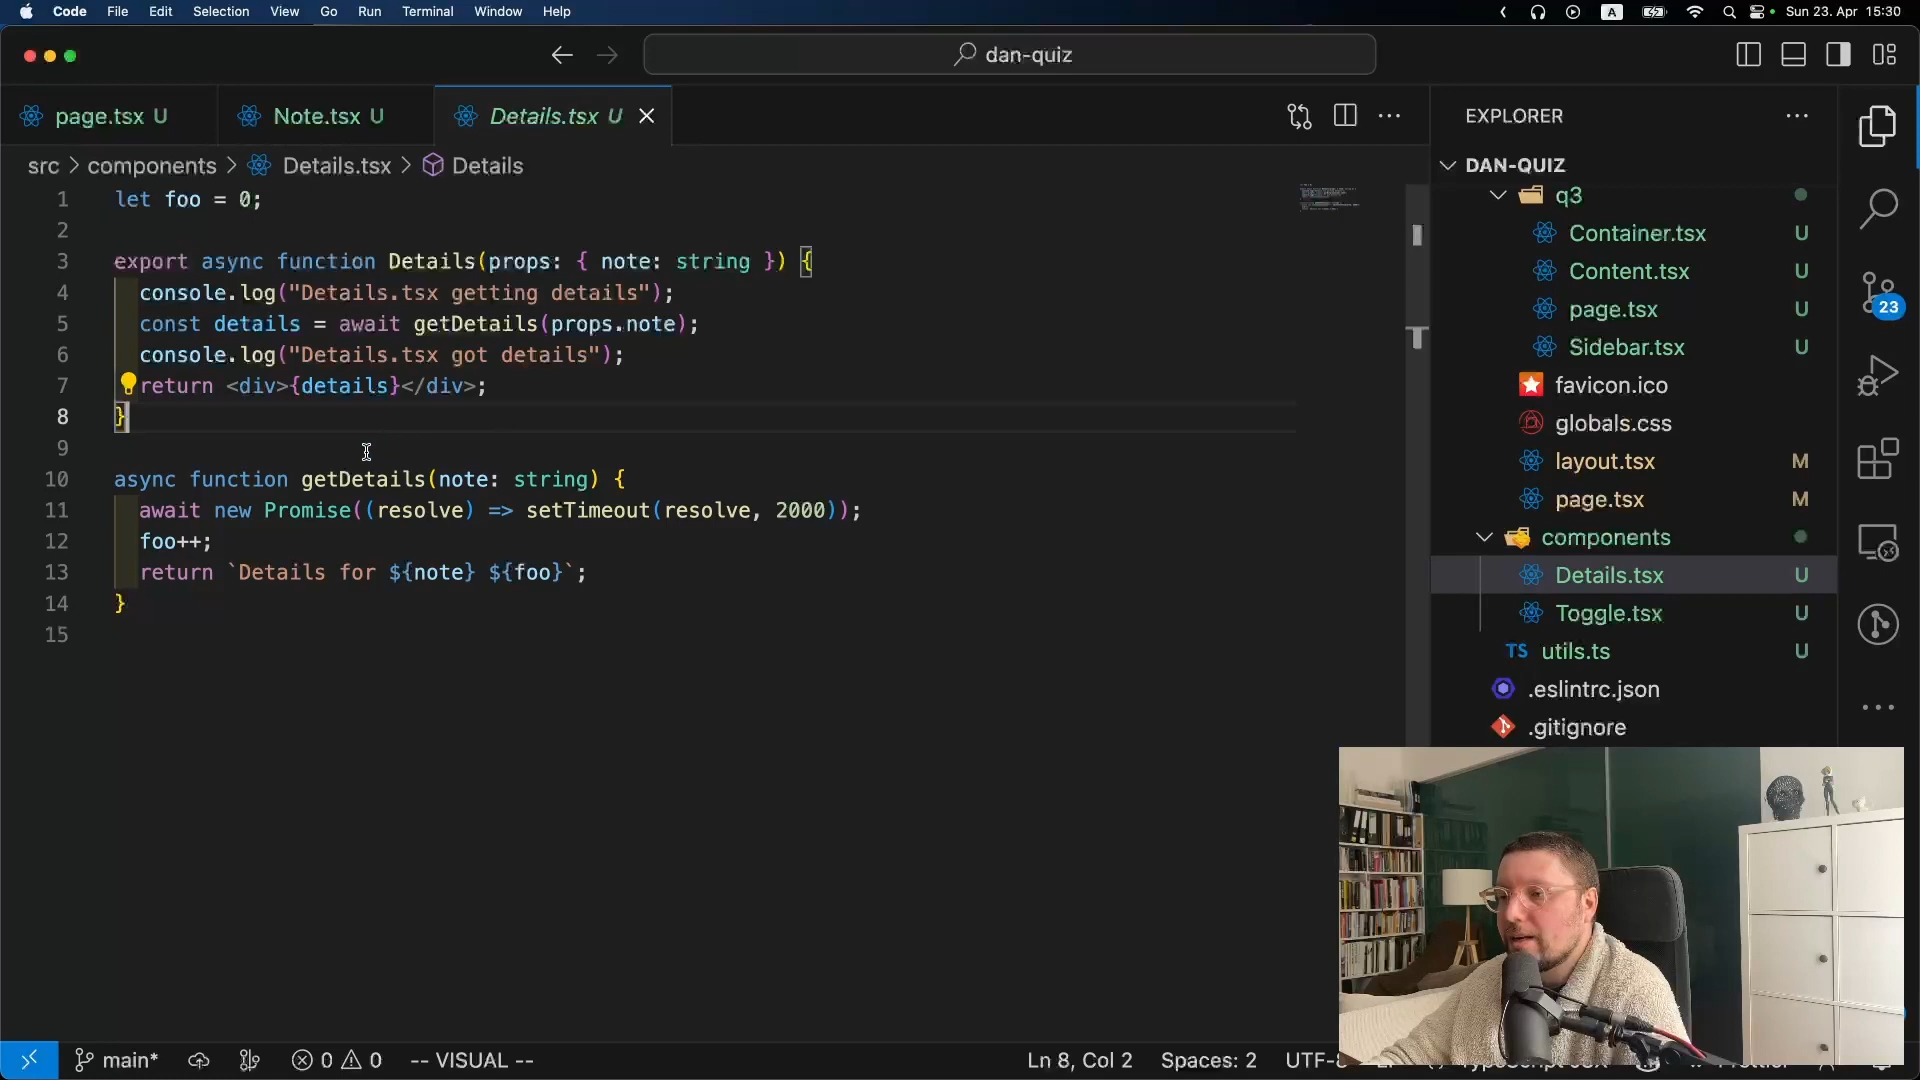 Code File Edit Selection View Go Run Terminal Window Help A Sun 23. Apr 15:30
dan-quiz
page.tsx U Note.tsx U Details.tsx U
EXPLORER
src > components > Details.tsx > Details
DAN-QUIZ
1 let foo = 0;
2
3 export async function Details(props: { note: string }) {
4 console.log("Details.tsx getting details");
5 const details = await getDetails(props.note);
6 console.log("Details.tsx got details");
7 return <div>{details}</div>;
8 }
9
10 async function getDetails(note: string) {
11 await new Promise((resolve) => setTimeout(resolve, 2000));
12 foo++;
13 return `Details for ${note} ${foo}`;
14 }
15
q3
Container.tsx U
Content.tsx U
page.tsx U
Sidebar.tsx U
favicon.ico
globals.css
layout.tsx M
page.tsx M
components
Details.tsx U
Toggle.tsx U
TS utils.ts U
.eslintrc.json
.gitignore
23
main* 0 0 -- VISUAL -- Ln 8, Col 2 Spaces: 2